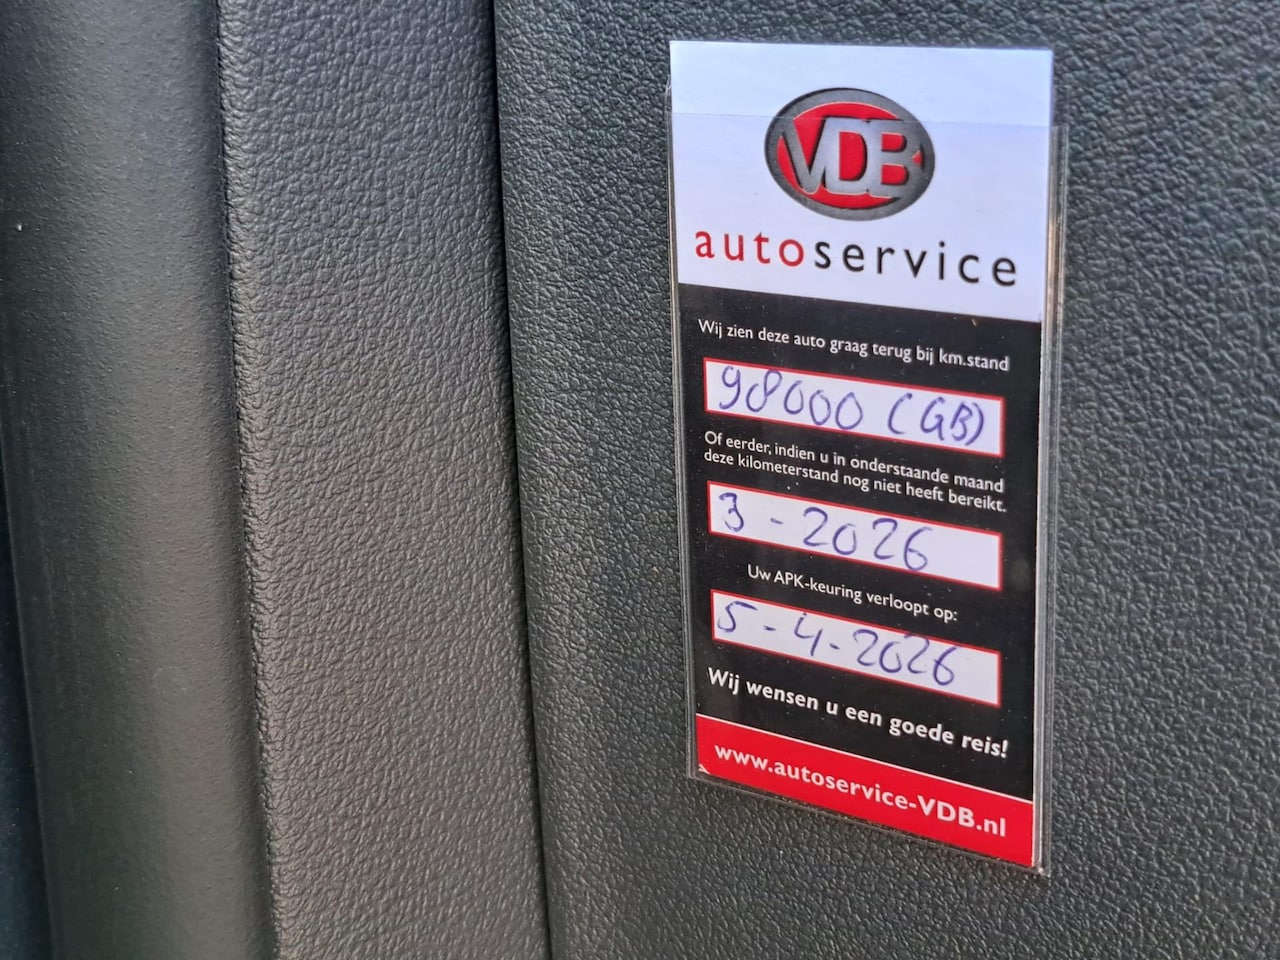 VDB
autoservice
Wij zien deze auto graag terug bij km.stand
98000 (GB)
Of eerder, indien u in onderstaande maand
deze kilometerstand nog niet heeft bereikt.
3 - 2026
Uw APK-keuring verloopt op:
5-4-2026
Wij wensen u een goede reis!
www.autoservice-VDB.nl